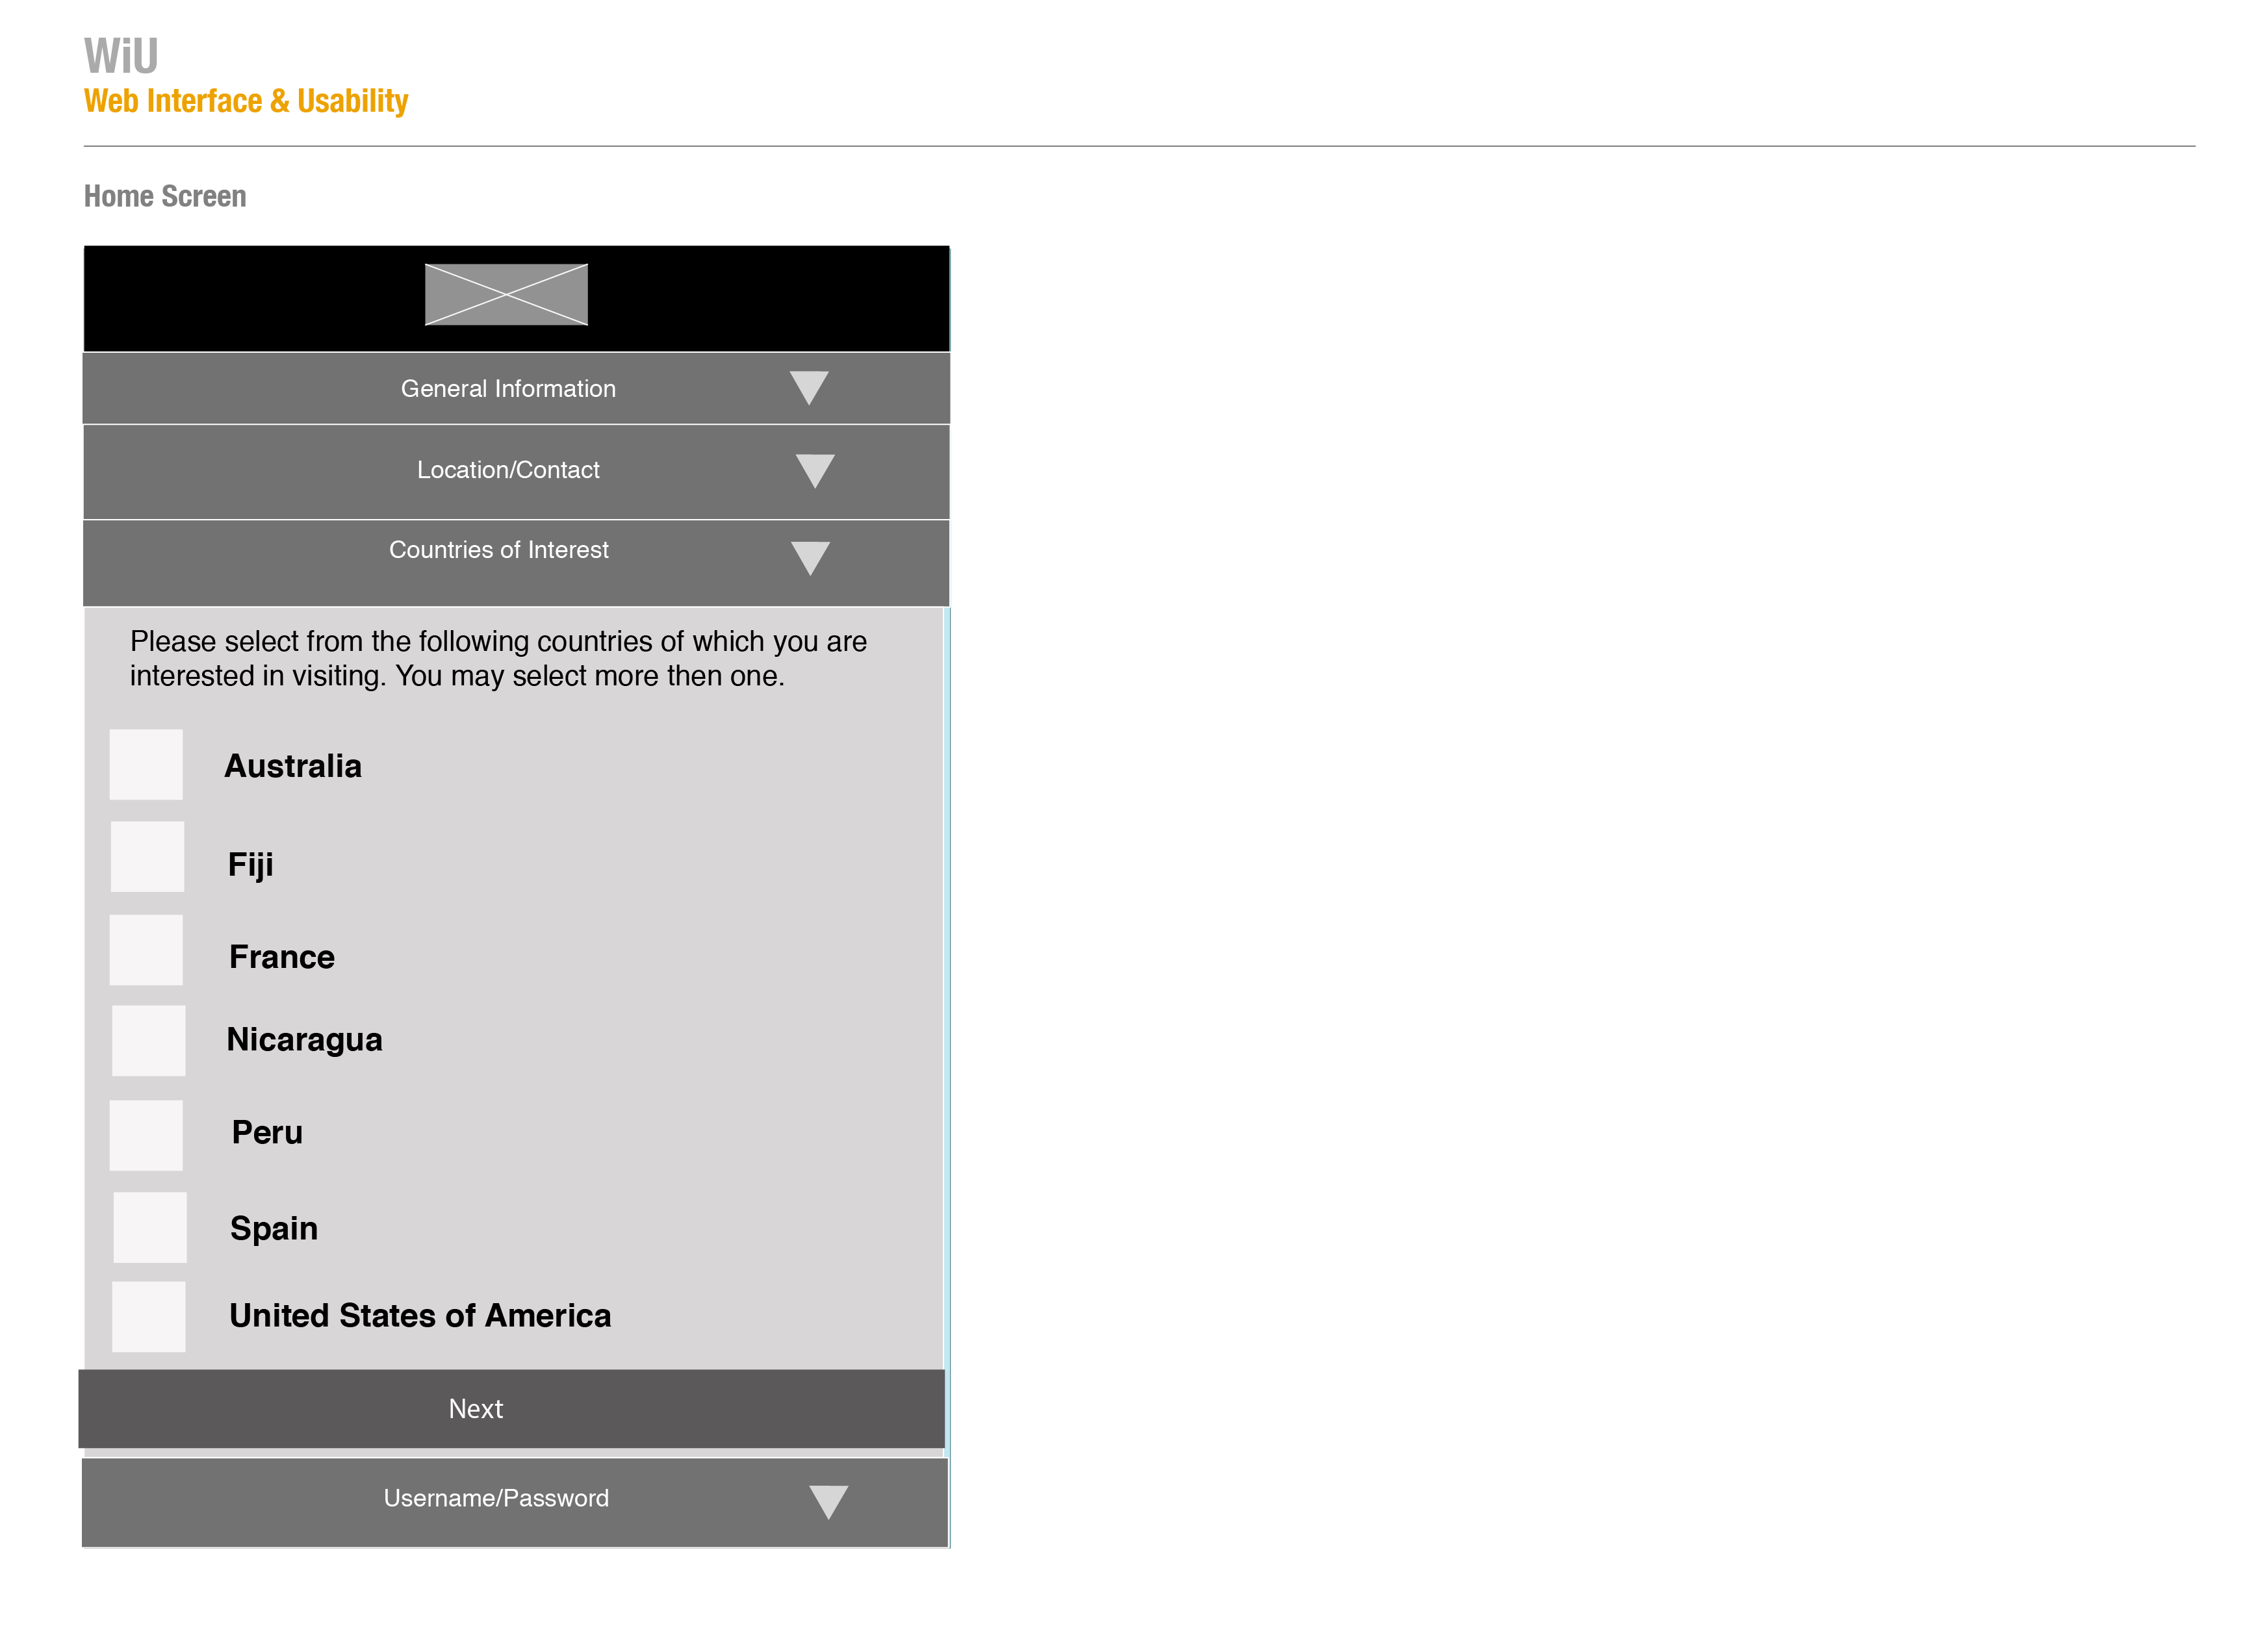 WiU
Web Interface & Usability
Home Screen
General Information
Location/Contact
Countries of Interest
Please select from the following countries of which you are
interested in visiting. You may select more then one.
Australia
Fiji
France
Nicaragua
Peru
Spain
United States of America
Next
Username/Password